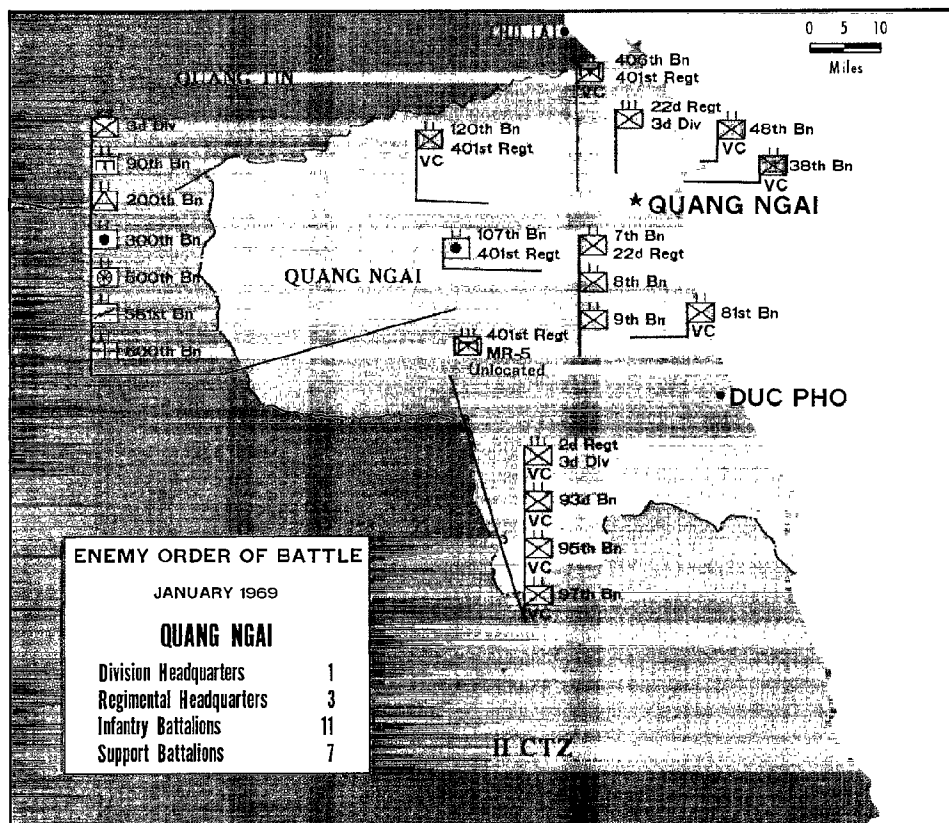 CHU LAI
0 5 10
Miles
QUANG TIN
406th Bn
401st Regt
VC
22d Regt
3d Div
48th Bn
VC
38th Bn
VC
120th Bn
401st Regt
VC
3d Div
90th Bn
200th Bn
300th Bn
500th Bn
QUANG NGAI
107th Bn
401st Regt
QUANG NGAI
7th Bn
22d Regt
8th Bn
9th Bn
81st Bn
VC
401st Regt
MR-5
Unlocated
600th Bn
DUC PHO
2d Regt
3d Div
VC
93d Bn
VC
95th Bn
VC
97th Bn
VC
ENEMY ORDER OF BATTLE
JANUARY 1969
QUANG NGAI
Division Headquarters 1
Regimental Headquarters 3
Infantry Battalions 11
Support Battalions 7
II CTZ